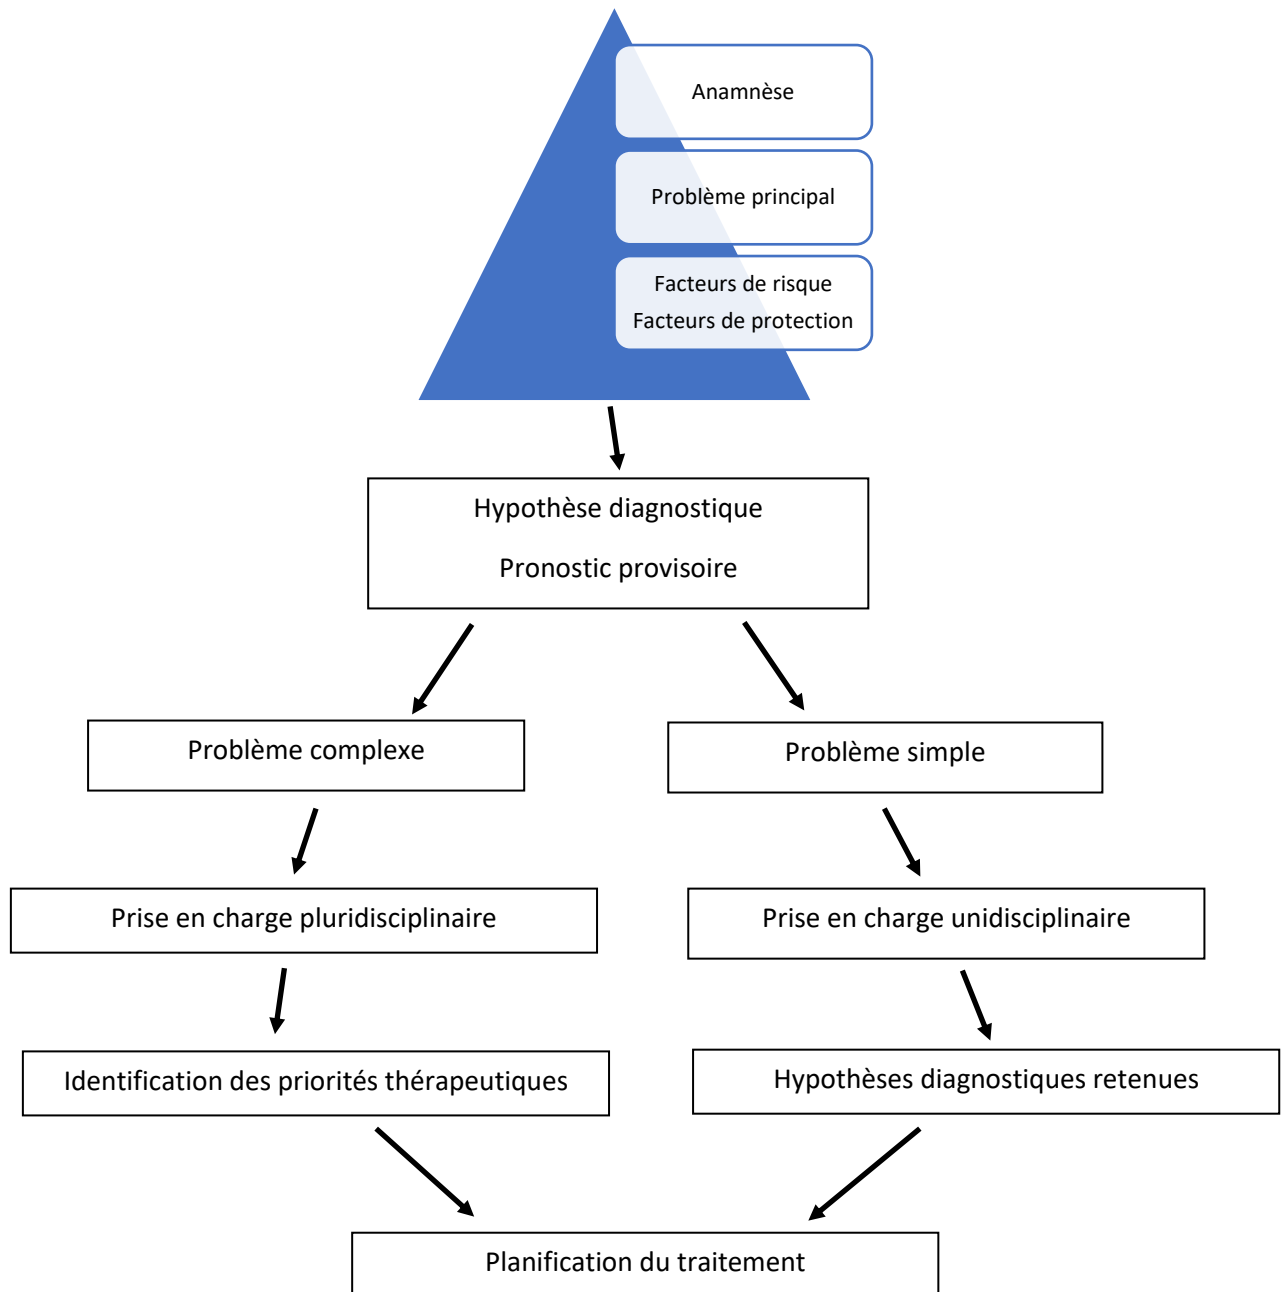 Anamnèse
Problème principal
Facteurs de risque
Facteurs de protection
Hypothèse diagnostique
Pronostic provisoire
Problème complexe
Problème simple
Prise en charge pluridisciplinaire
Prise en charge unidisciplinaire
Identification des priorités thérapeutiques
Hypothèses diagnostiques retenues
Planification du traitement